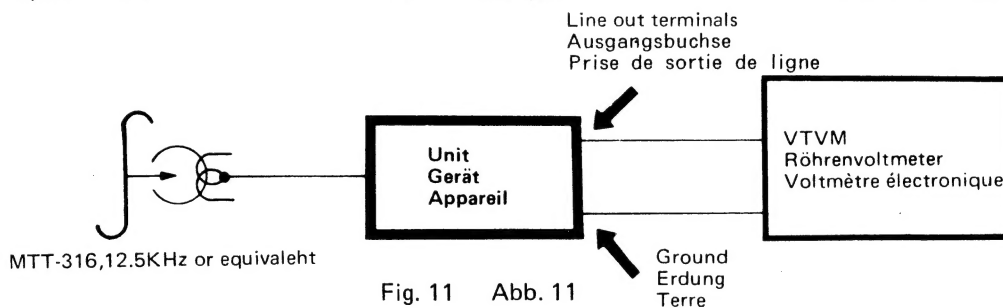 Line out terminals
Ausgangsbuchse
Prise de sortie de ligne
Unit
Gerät
Appareil
VTVM
Röhrenvoltmeter
Voltmètre électronique
MTT-316,12.5KHz or equivaleht
Ground
Erdung
Terre
Fig. 11 Abb. 11